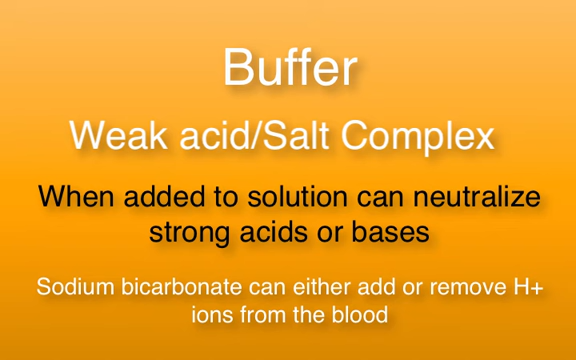 Buffer
Weak acid/Salt Complex
When added to solution can neutralize
strong acids or bases
Sodium bicarbonate can either add or remove H+
ions from the blood